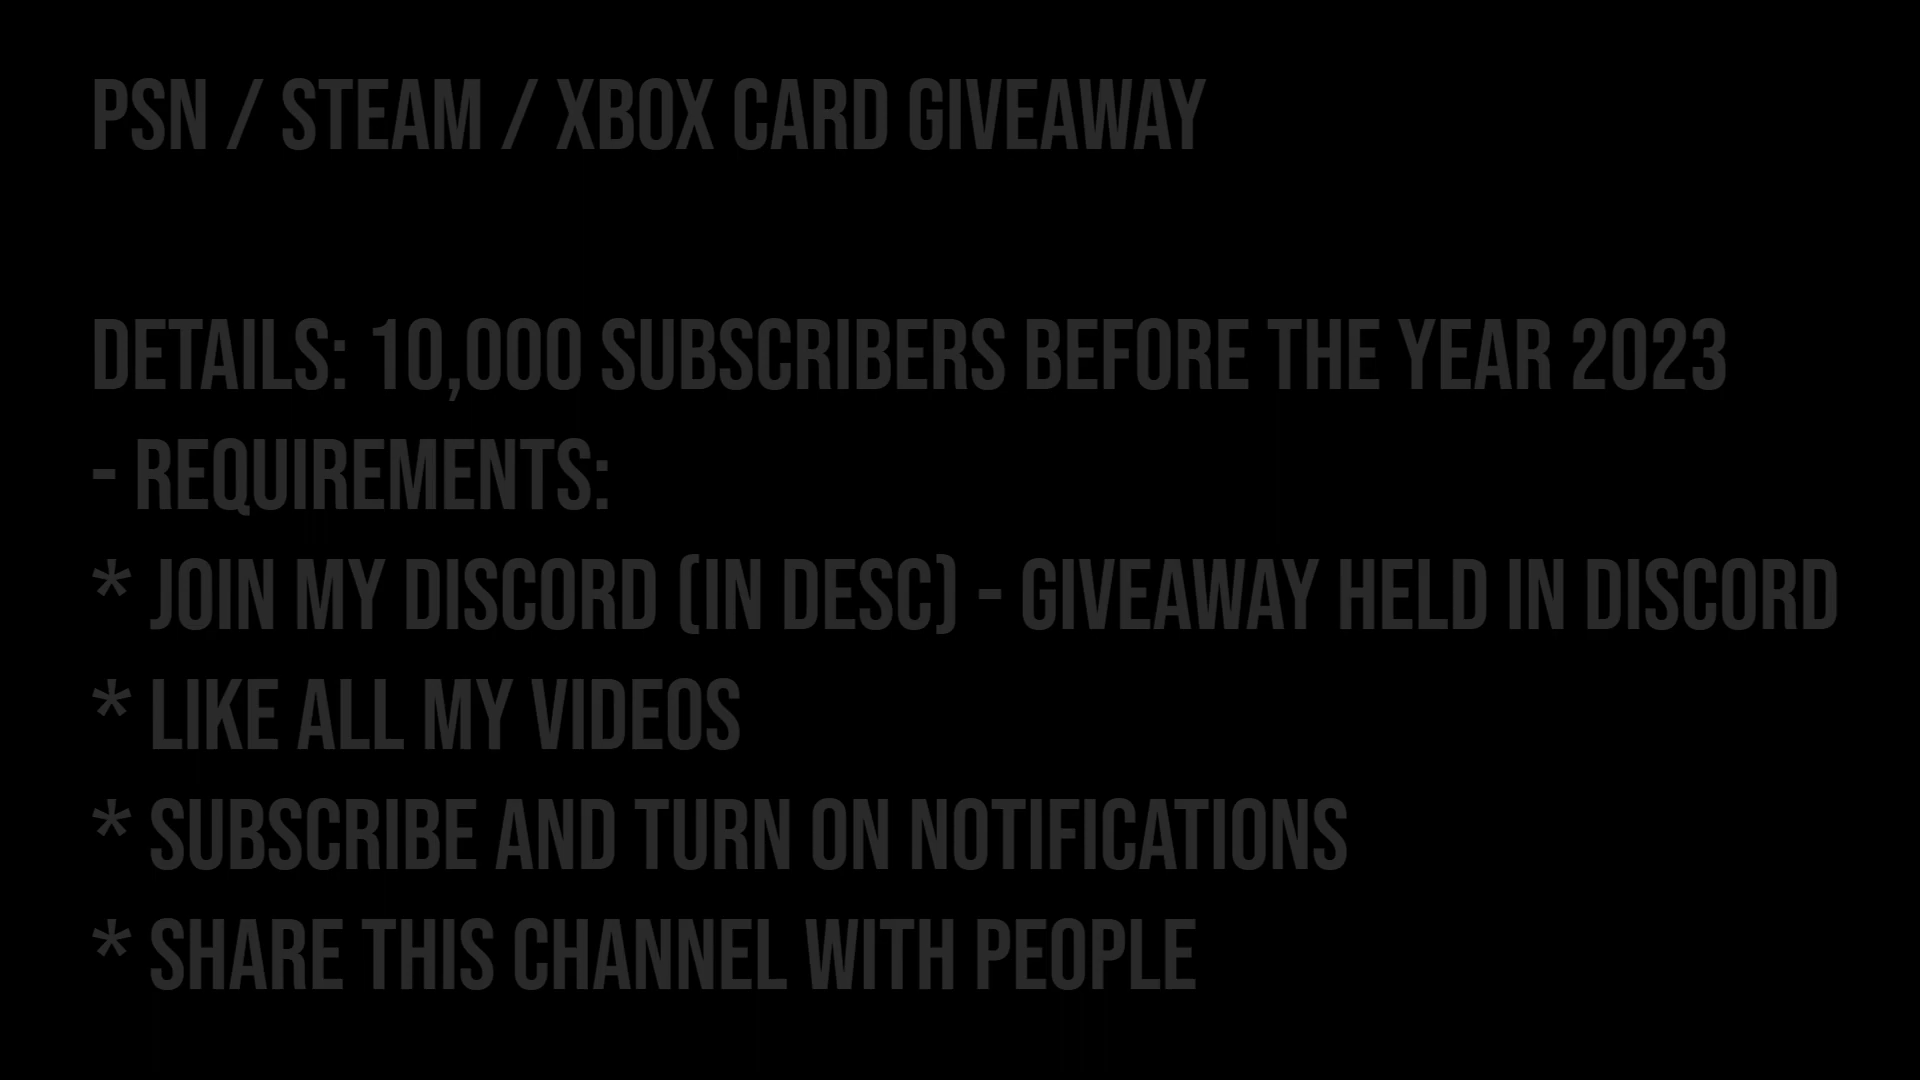 PSN / STEAM / XBOX CARD GIVEAWAY
DETAILS: 10,000 SUBSCRIBERS BEFORE THE YEAR 2023
- REQUIREMENTS:
* JOIN MY DISCORD (IN DESC) - GIVEAWAY HELD IN DISCORD
* LIKE ALL MY VIDEOS
* SUBSCRIBE AND TURN ON NOTIFICATIONS
* SHARE THIS CHANNEL WITH PEOPLE